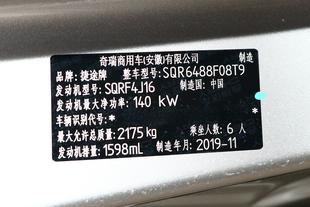 奇瑞商用车(安徽)有限公司 制造
品牌:捷途牌 整车型号:SQR6488F08T9
发动机型号:SQRF4J16 制造国:中国
发动机最大净功率:140 kW
车辆识别代号:*
*
最大允许总质量:2175kg 乘坐人数:6人
发动机排量:1598mL 制造年月:2019-11